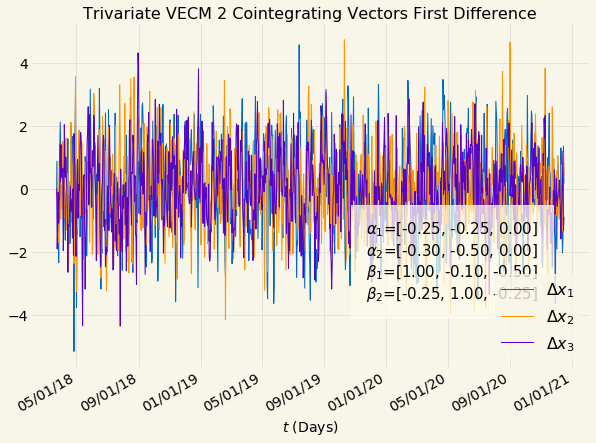 Trivariate VECM 2 Cointegrating Vectors First Difference
4
2
0
−2
−4
α₁=[-0.25, -0.25, 0.00]
α₂=[-0.30, -0.50, 0.00]
β₁=[1.00, -0.10, -0.50]
β₂=[-0.25, 1.00, -0.25]
Δx₁
Δx₂
Δx₃
05/01/18 09/01/18 01/01/19 05/01/19 09/01/19 01/01/20 05/01/20 09/01/20 01/01/21
t (Days)